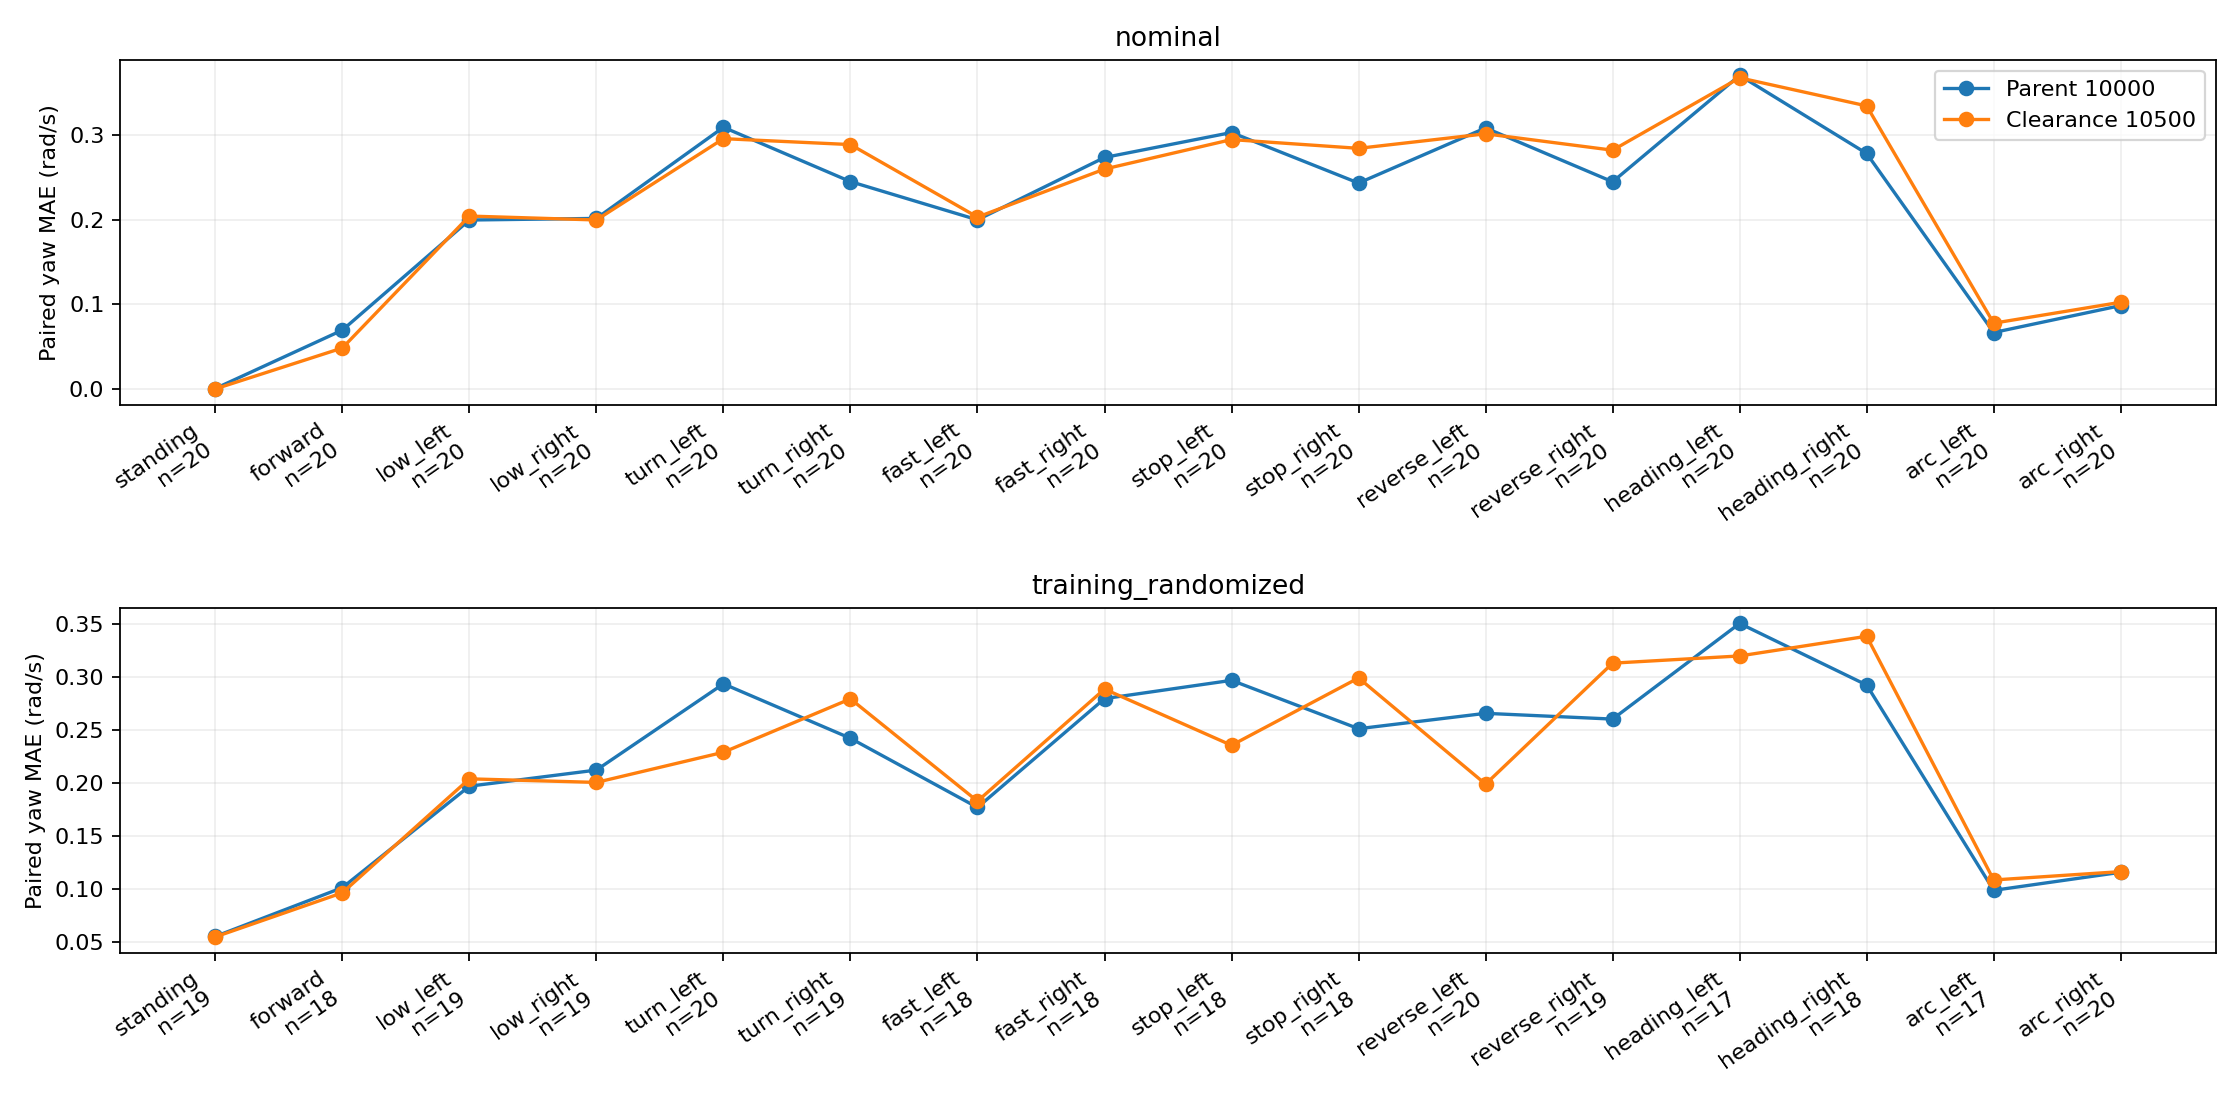 nominal
Parent 10000
Clearance 10500
Paired yaw MAE (rad/s)
0.3
0.2
0.1
0.0
standing
n=20
forward
n=20
low_left
n=20
low_right
n=20
turn_left
n=20
turn_right
n=20
fast_left
n=20
fast_right
n=20
stop_left
n=20
stop_right
n=20
reverse_left
n=20
reverse_right
n=20
heading_left
n=20
heading_right
n=20
arc_left
n=20
arc_right
n=20
training_randomized
Paired yaw MAE (rad/s)
0.35
0.30
0.25
0.20
0.15
0.10
0.05
standing
n=19
forward
n=18
low_left
n=19
low_right
n=19
turn_left
n=20
turn_right
n=19
fast_left
n=18
fast_right
n=18
stop_left
n=18
stop_right
n=18
reverse_left
n=20
reverse_right
n=19
heading_left
n=17
heading_right
n=18
arc_left
n=17
arc_right
n=20